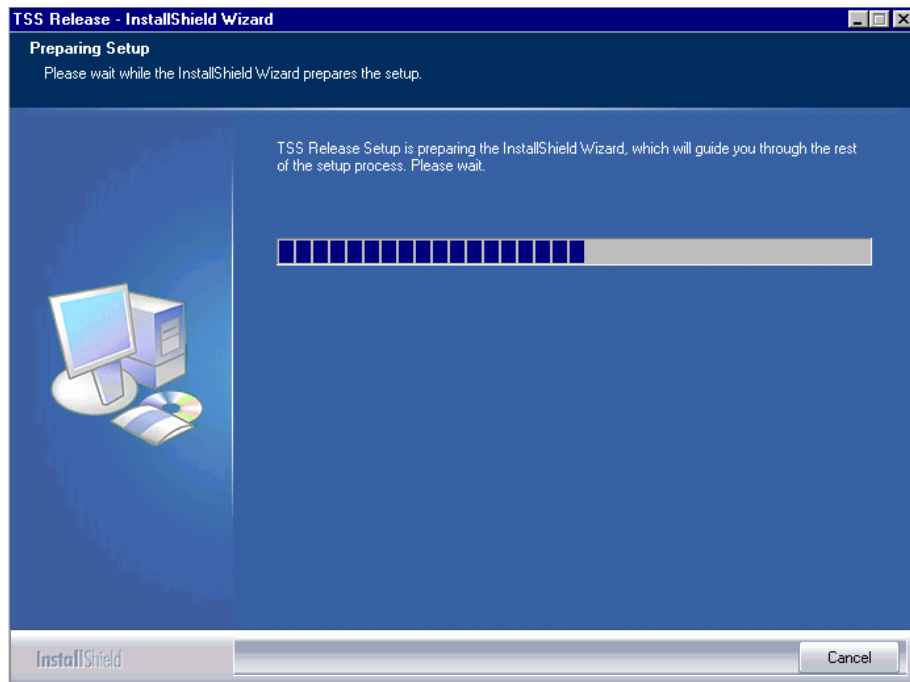 TSS Release - InstallShield Wizard
Preparing Setup
Please wait while the InstallShield Wizard prepares the setup.
TSS Release Setup is preparing the InstallShield Wizard, which will guide you through the rest
of the setup process. Please wait.
InstallShield
Cancel